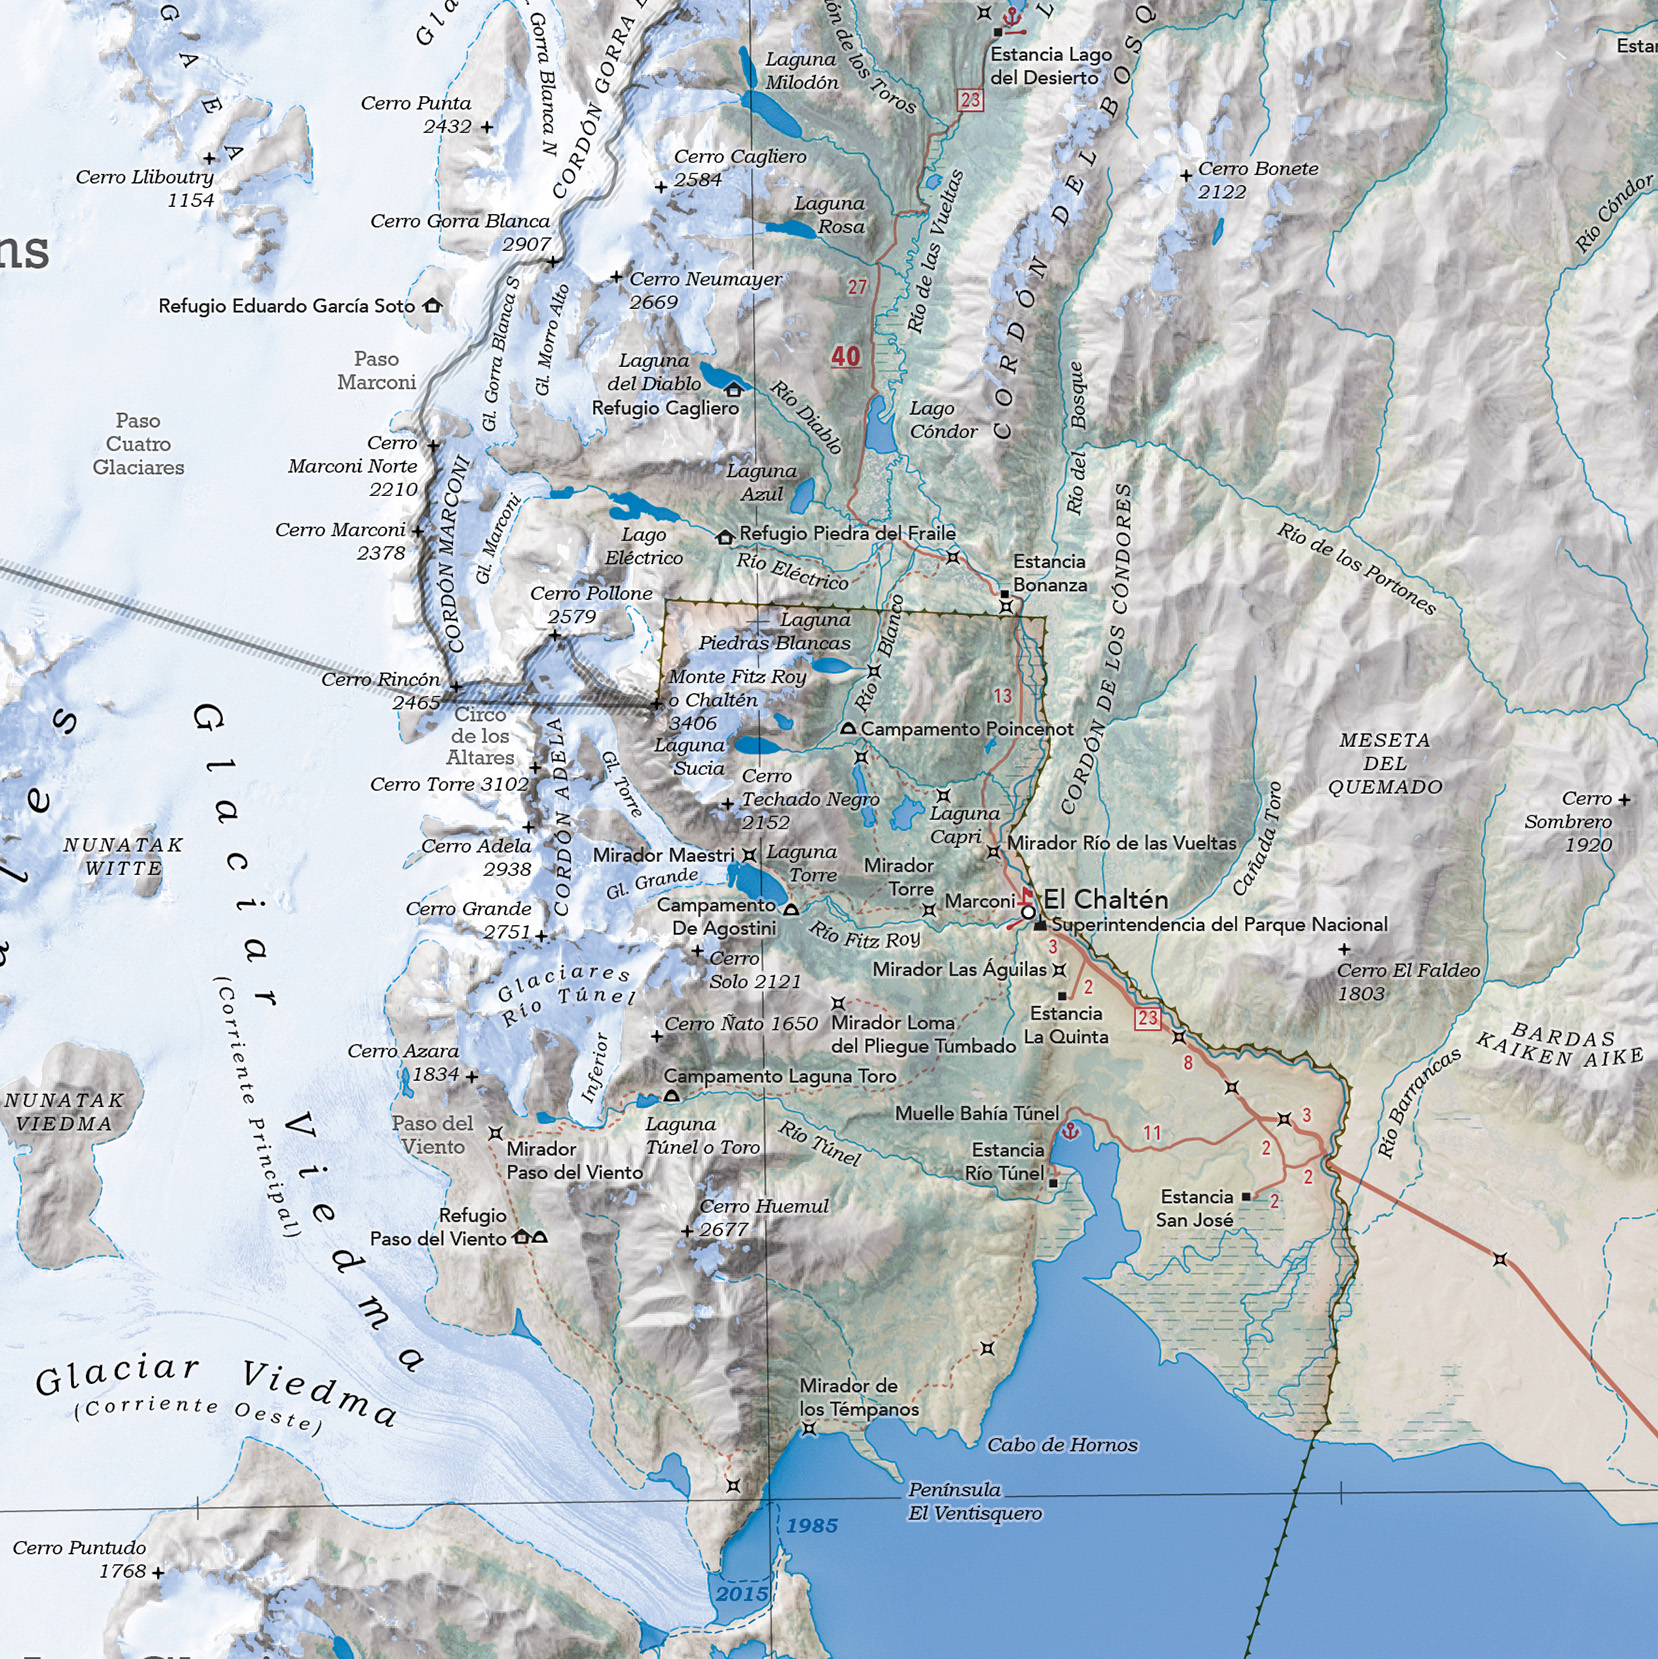 Gla
G
A
E
A
Gorra Blanca N
CORDÓN GORRA
ón de los Toros
Laguna
Milodón
Estancia Lago
del Desierto
L
CORDÓN DEL BOSQ
Estan
23
Cerro Punta
2432
Cerro Lliboutry
1154
Cerro Cagliero
2584
Cerro Bonete
2122
Río Cóndor
Cerro Gorra Blanca
2907
Laguna
Rosa
Río de las Vueltas
ns
Cerro Neumayer
2669
27
Refugio Eduardo García Soto
Gl. Gorra Blanca S
Gl. Morro Alto
Paso
Marconi
40
Laguna
del Diablo
Refugio Cagliero
Río Diablo
Lago
Cóndor
Río del Bosque
Paso
Cuatro
Glaciares
Cerro
Marconi Norte
2210
CORDÓN MARCONI
Laguna
Azul
Cerro Marconi
2378
Gl. Marconi
Lago
Eléctrico
Refugio Piedra del Fraile
Río Eléctrico
Estancia
Bonanza
CORDÓN DE LOS CÓNDORES
Río de los Portones
Cerro Pollone
2579
Laguna
Piedras Blancas
Río Blanco
Cerro Rincón
2465
Monte Fitz Roy
o Chaltén
3406
13
Circo
de los
Altares
Laguna
Sucia
Campamento Poincenot
Glaciar Viedma
(Corriente Principal)
s
e
l
Cerro Torre 3102
CORDÓN ADELA
Gl. Torre
Cerro
Techado Negro
2152
Laguna
Capri
MESETA
DEL
QUEMADO
Cañada Toro
Cerro
Sombrero
1920
NUNATAK
WITTE
Cerro Adela
2938
Mirador Maestri
Laguna
Torre
Mirador Río de las Vueltas
Gl. Grande
Mirador
Torre
Marconi
El Chaltén
Superintendencia del Parque Nacional
Cerro Grande
2751
Campamento
De Agostini
Río Fitz Roy
3
Glaciares
Río Túnel
Cerro
Solo 2121
Mirador Las Águilas
2
Cerro El Faldeo
1803
Inferior
Cerro Ñato 1650
Mirador Loma
del Pliegue Tumbado
Estancia
La Quinta
23
BARDAS
KAIKEN AIKE
Cerro Azara
1834
8
Campamento Laguna Toro
Río Barrancas
NUNATAK
VIEDMA
Paso del
Viento
Mirador
Paso del Viento
Laguna
Túnel o Toro
Río Túnel
Muelle Bahía Túnel
11
3
2
2
2
Estancia
Río Túnel
Estancia
San José
Refugio
Paso del Viento
Cerro Huemul
2677
Glaciar Viedma
(Corriente Oeste)
Mirador de
los Témpanos
Cabo de Hornos
Península
El Ventisquero
1985
2015
Cerro Puntudo
1768